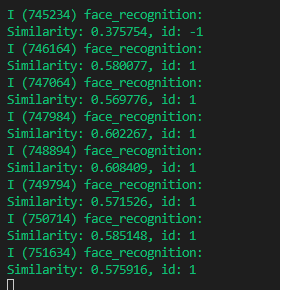 I (745234) face_recognition:
Similarity: 0.375754, id: -1
I (746164) face_recognition:
Similarity: 0.580077, id: 1
I (747064) face_recognition:
Similarity: 0.569776, id: 1
I (747984) face_recognition:
Similarity: 0.602267, id: 1
I (748894) face_recognition:
Similarity: 0.608409, id: 1
I (749794) face_recognition:
Similarity: 0.571526, id: 1
I (750714) face_recognition:
Similarity: 0.585148, id: 1
I (751634) face_recognition:
Similarity: 0.575916, id: 1